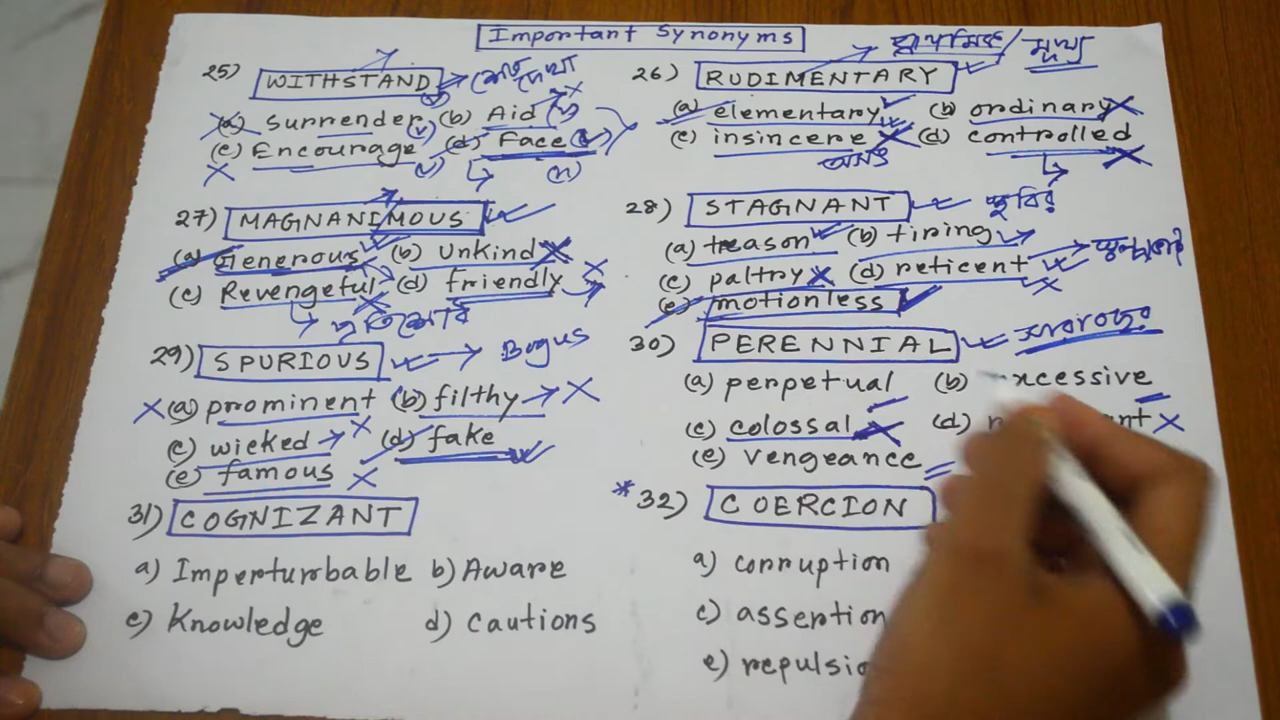 Important Synonyms
25) WITHSTAND
(a) Surrender (v) (b) Aid (v)
(c) Encourage (v) (d) Face (v)
(n)
26) RUDIMENTARY প্রাথমিক / মুখ্য
(a) elementary (b) ordinary
(c) insincere (d) controlled
27) MAGNANIMOUS
(a) Generous (b) unkind
(c) Revengeful (d) friendly
28) STAGNANT স্থবির
(a) treason (b) tiring
(c) paltry (d) reticent
(e) motionless
29) SPURIOUS Bogus
(a) prominent (b) filthy
(c) wicked (d) fake
(e) famous
30) PERENNIAL
(a) perpetual (b) excessive
(c) colossal (d)
(e) vengeance
31) COGNIZANT
a) Imperturbable b) Aware
c) Knowledge d) cautions
*32) COERCION
a) corruption
c) assertion
e)